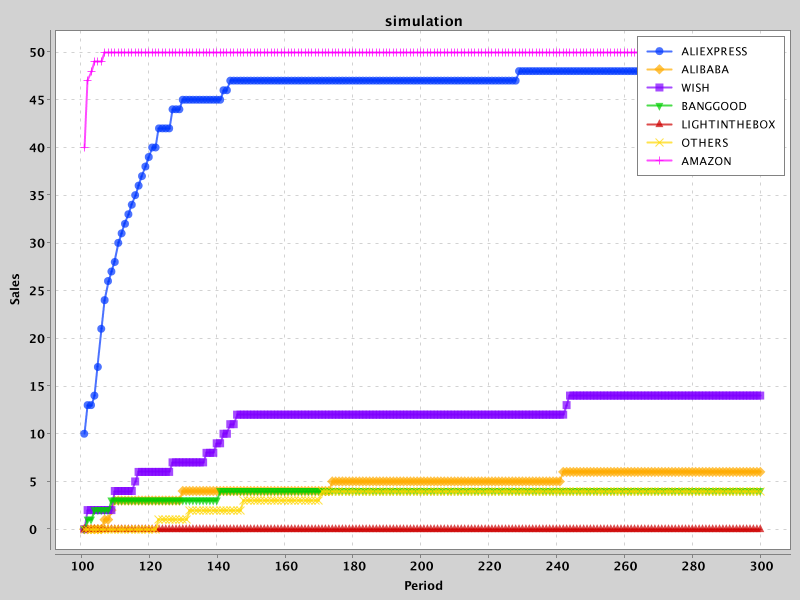 simulation
50
45
40
35
30
25
20
15
10
5
0
Sales
ALIEXPRESS
ALIBABA
WISH
BANGGOOD
LIGHTINTHEBOX
OTHERS
AMAZON
100 120 140 160 180 200 220 240 260 280 300
Period